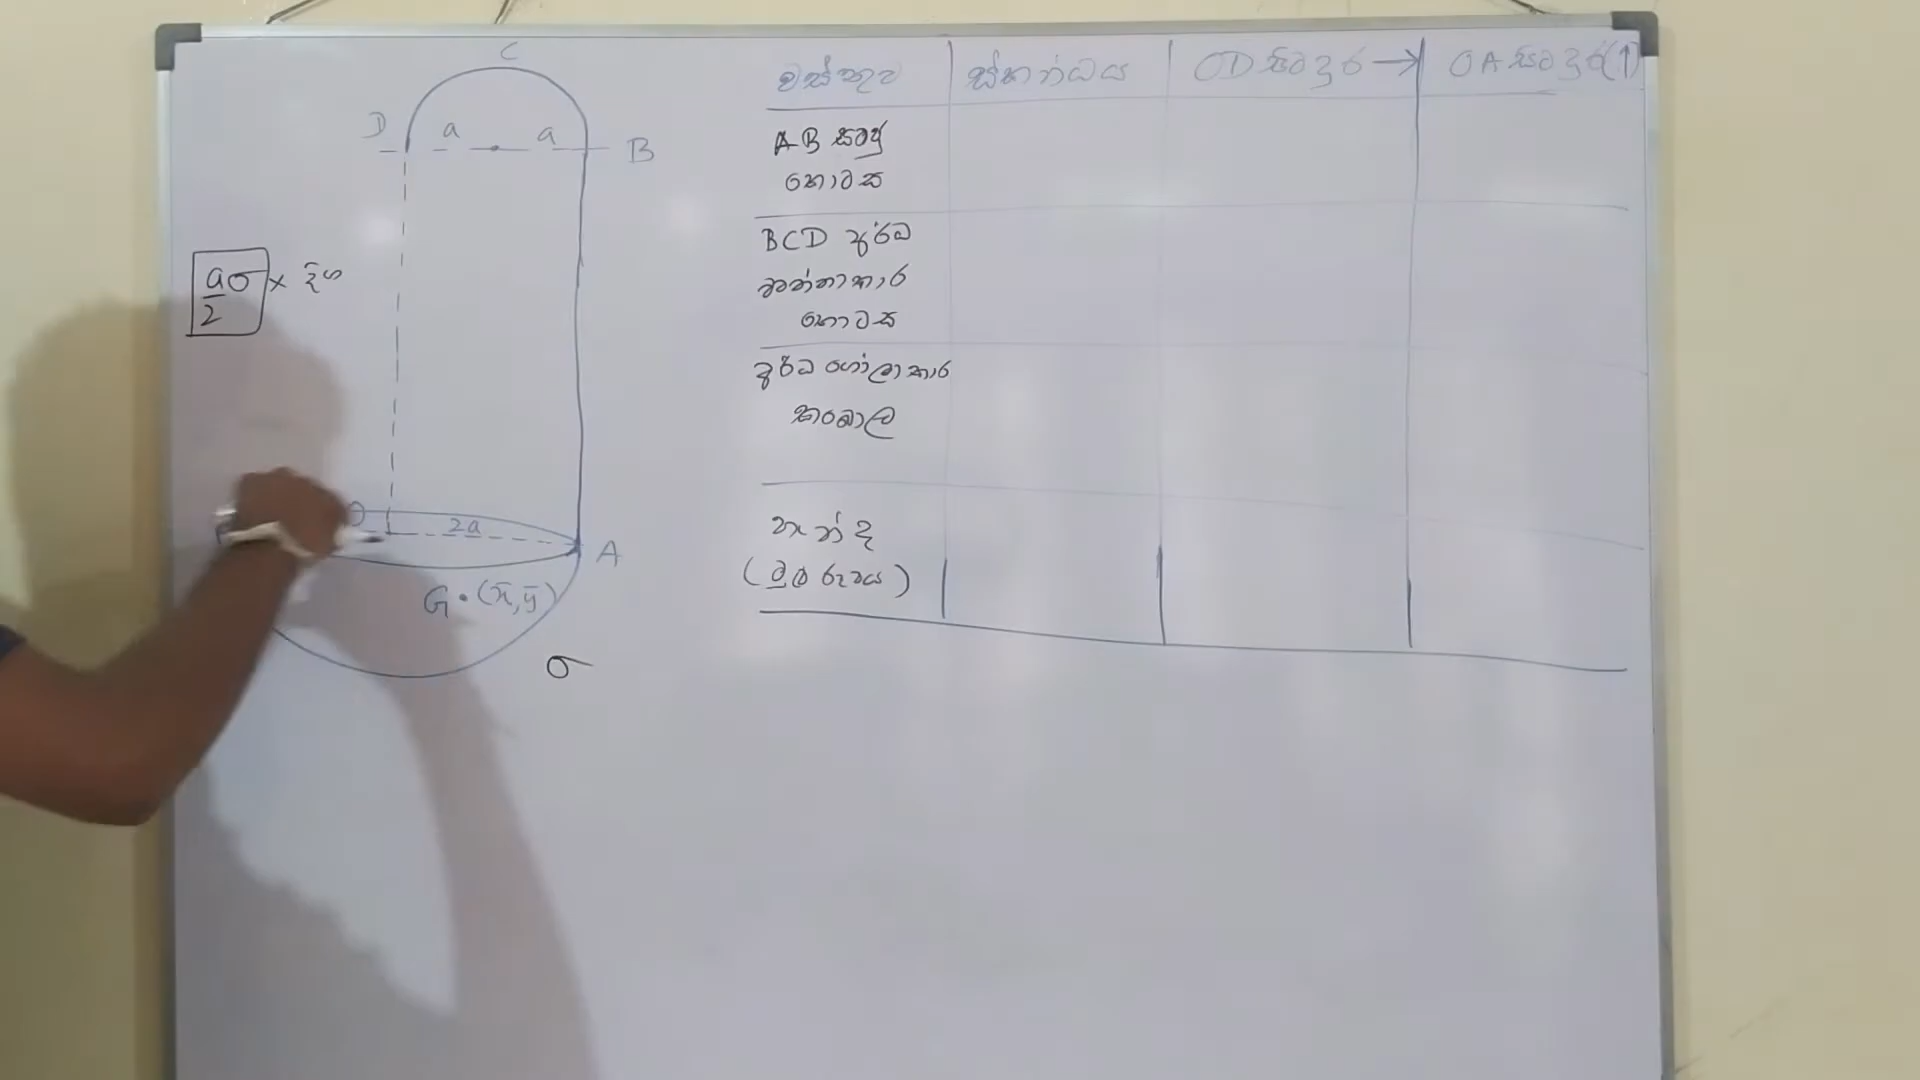 C
D a a B
aσ × දිග
2
O 2a A
G • (x̄, ȳ)
σ
වස්තුව ස්කන්ධය OD සිට දුර → OA සිට දුර (↑)
AB සෘජු
කොටස
BCD අර්ධ
කොටස
අර්ධ ගෝලාකාර
කබොල
හැන්ද
(මුළු රූපය)